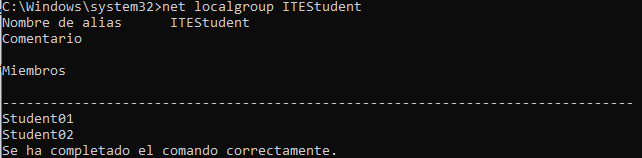 C:\Windows\system32>net localgroup ITEStudent
Nombre de alias      ITEStudent
Comentario
Miembros
-------------------------------------------------------------------------------
Student01
Student02
Se ha completado el comando correctamente.